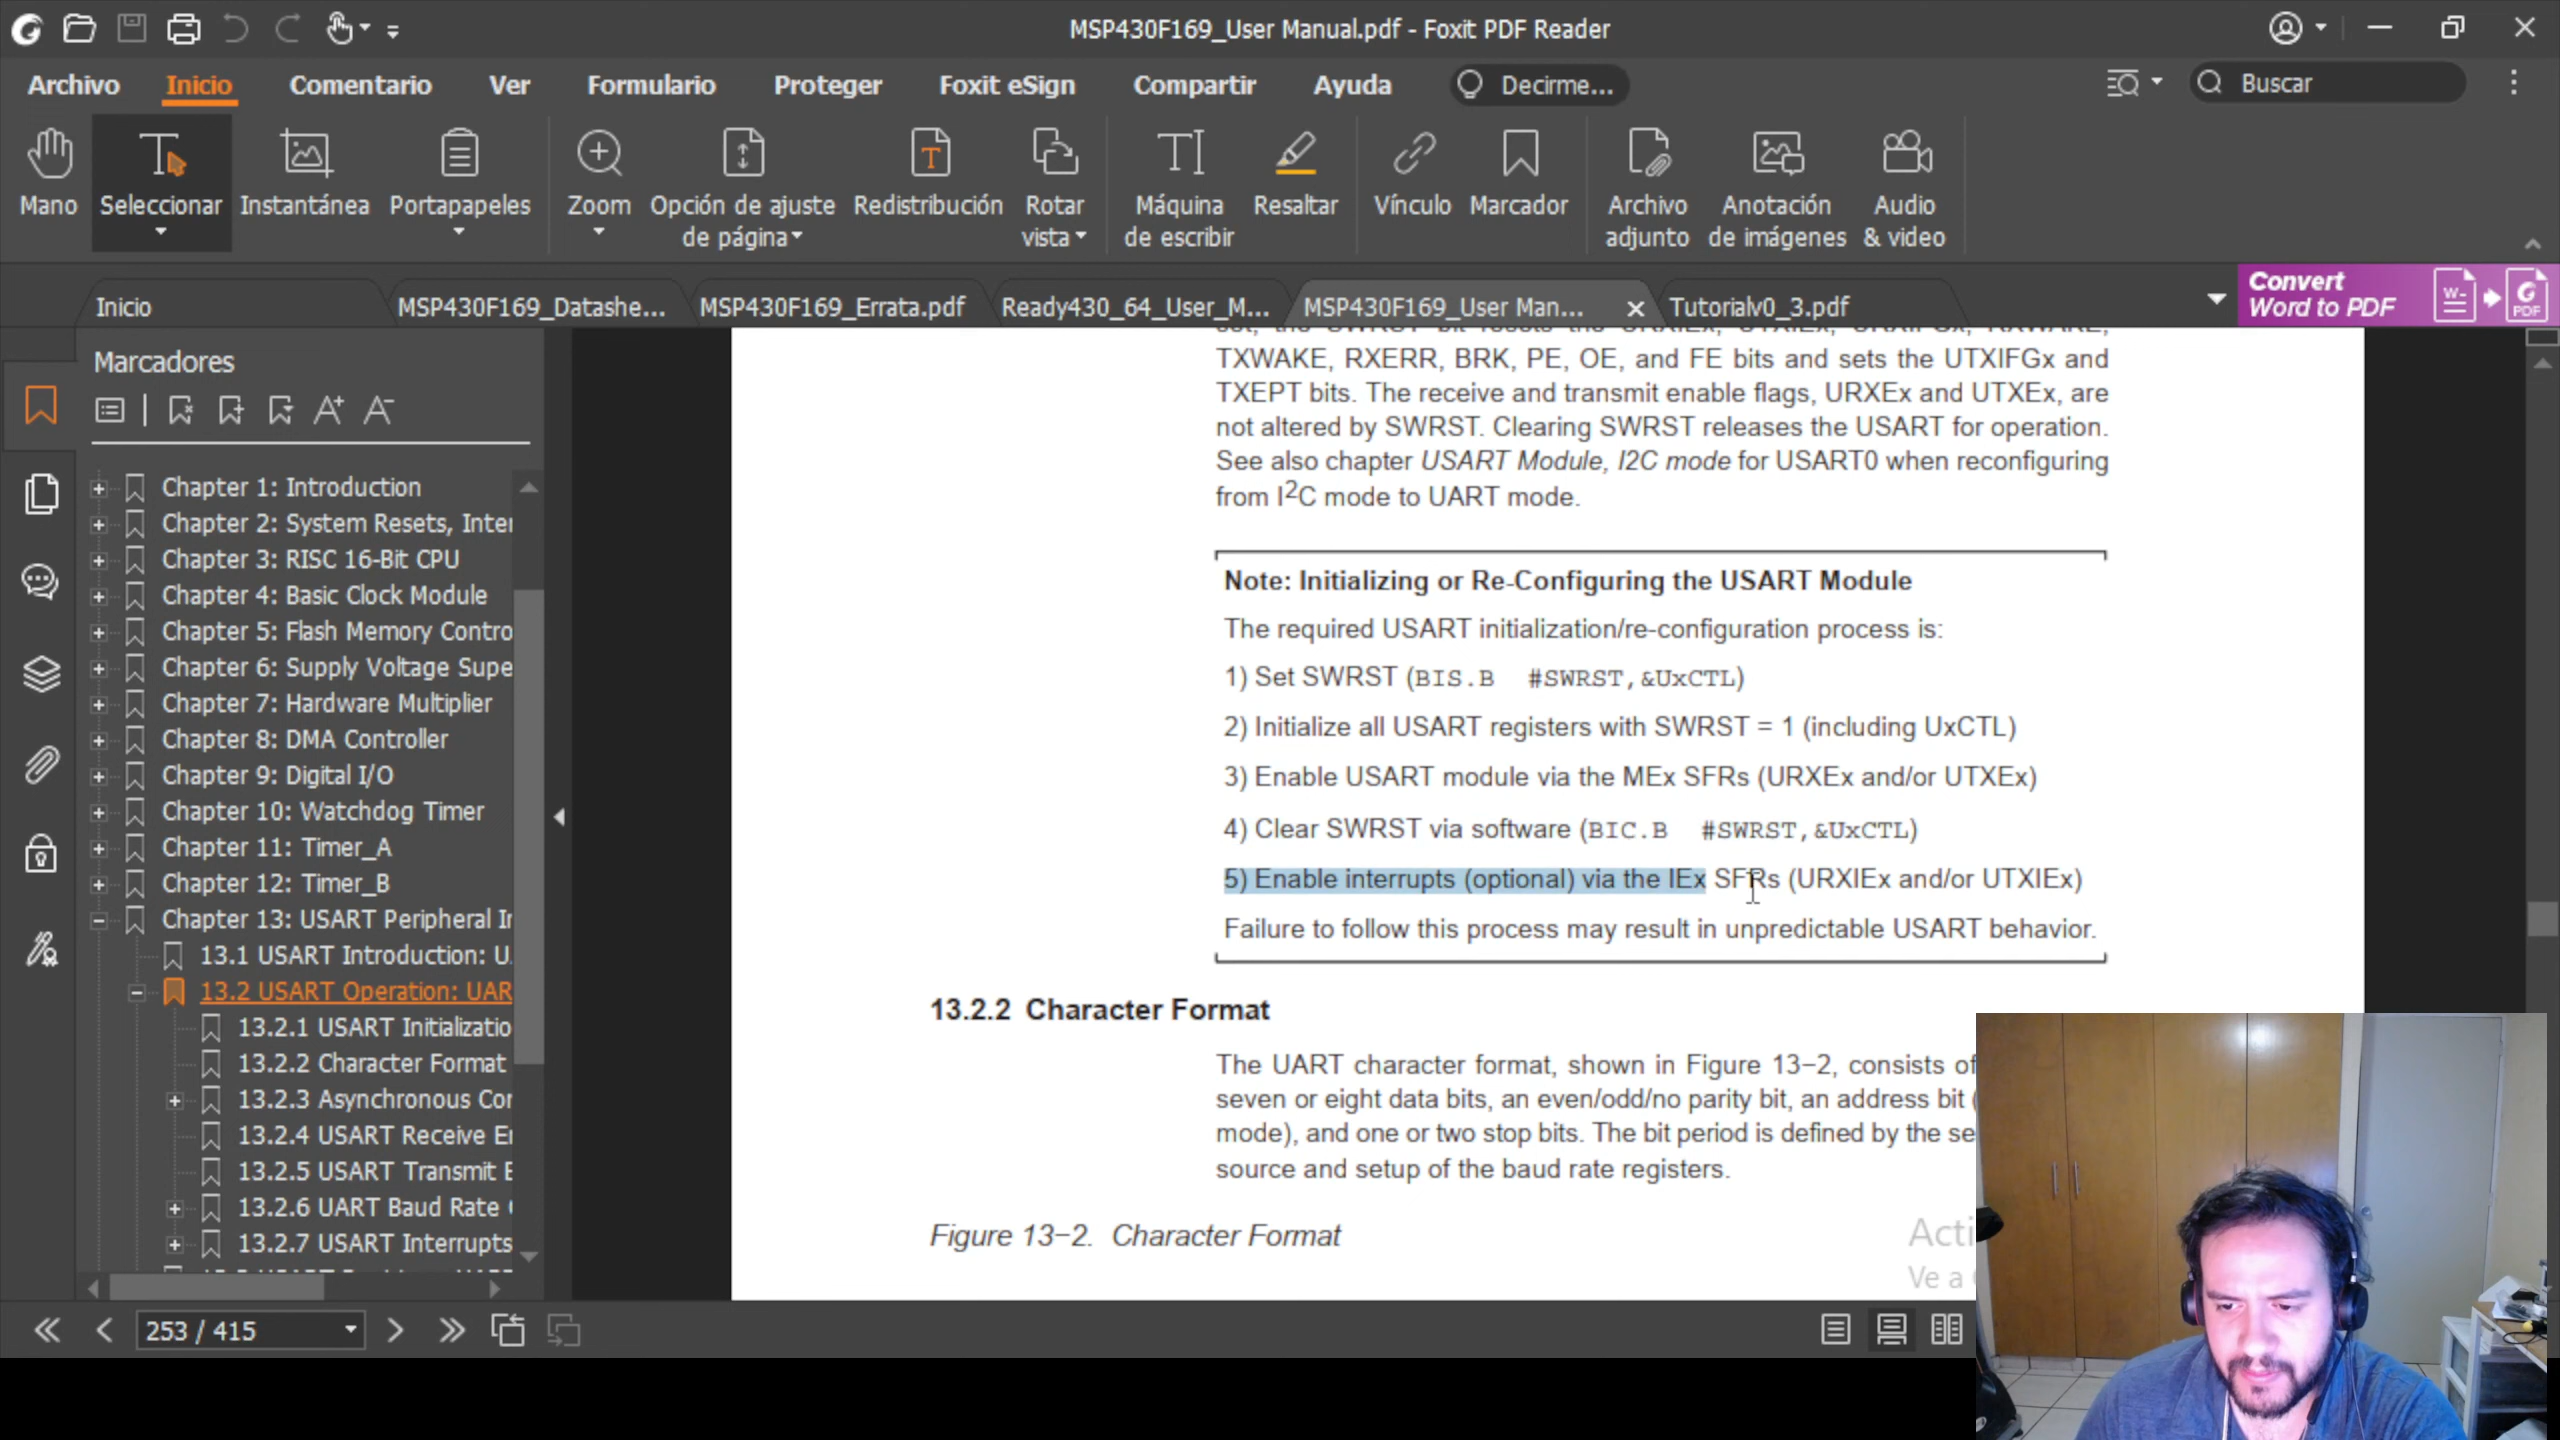 MSP430F169_User Manual.pdf - Foxit PDF Reader
Archivo Inicio Comentario Ver Formulario Proteger Foxit eSign Compartir Ayuda Decirme... Buscar
Mano Seleccionar Instantánea Portapapeles Zoom Opción de ajuste de página Redistribución Rotar vista Máquina de escribir Resaltar Vínculo Marcador Archivo adjunto Anotación de imágenes Audio & video
Inicio MSP430F169_Datashe... MSP430F169_Errata.pdf Ready430_64_User_M... MSP430F169_User Man... Tutorialv0_3.pdf
Convert
Word to PDF
Marcadores
Chapter 1: Introduction
Chapter 2: System Resets, Inter
Chapter 3: RISC 16-Bit CPU
Chapter 4: Basic Clock Module
Chapter 5: Flash Memory Contro
Chapter 6: Supply Voltage Supe
Chapter 7: Hardware Multiplier
Chapter 8: DMA Controller
Chapter 9: Digital I/O
Chapter 10: Watchdog Timer
Chapter 11: Timer_A
Chapter 12: Timer_B
Chapter 13: USART Peripheral In
13.1 USART Introduction: U
13.2 USART Operation: UAR
13.2.1 USART Initializatio
13.2.2 Character Format
13.2.3 Asynchronous Cor
13.2.4 USART Receive E
13.2.5 USART Transmit E
13.2.6 UART Baud Rate
13.2.7 USART Interrupts
TXWAKE, RXERR, BRK, PE, OE, and FE bits and sets the UTXIFGx and
TXEPT bits. The receive and transmit enable flags, URXEx and UTXEx, are
not altered by SWRST. Clearing SWRST releases the USART for operation.
See also chapter USART Module, I2C mode for USART0 when reconfiguring
from I2C mode to UART mode.
Note: Initializing or Re-Configuring the USART Module
The required USART initialization/re-configuration process is:
1) Set SWRST (BIS.B #SWRST,&UxCTL)
2) Initialize all USART registers with SWRST = 1 (including UxCTL)
3) Enable USART module via the MEx SFRs (URXEx and/or UTXEx)
4) Clear SWRST via software (BIC.B #SWRST,&UxCTL)
5) Enable interrupts (optional) via the IEx SFRs (URXIEx and/or UTXIEx)
Failure to follow this process may result in unpredictable USART behavior.
13.2.2 Character Format
The UART character format, shown in Figure 13−2, consists of
seven or eight data bits, an even/odd/no parity bit, an address bit (
mode), and one or two stop bits. The bit period is defined by the se
source and setup of the baud rate registers.
Figure 13−2. Character Format
Acti
Ve a
253 / 415